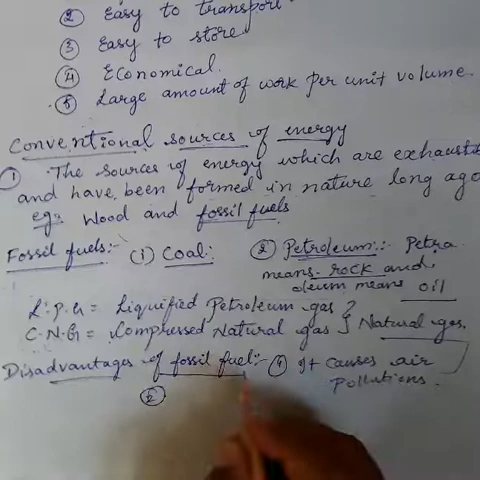 ② Easy to transport
③ Easy to store
④ Economical.
⑤ Large amount of work per unit volume.
Conventional sources of energy
① The sources of energy which are exhaust
and have been formed in nature long ago
eg: Wood and fossil fuels
Fossil fuels:- (1) Coal: ② Petroleum:- Petra
means rock and
oleum means oil
L.P.G = Liquified Petroleum gas }
C.N.G = Compressed Natural gas } Natural gas.
Disadvantages of fossil fuel:- ① It causes air
Pollutions.
②